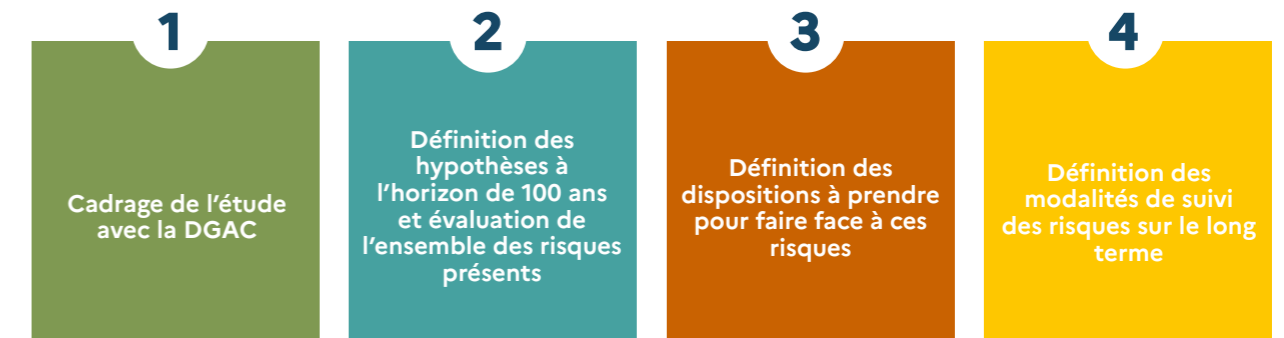 1
Cadrage de l'étude
avec la DGAC
2
Définition des
hypothèses à
l'horizon de 100 ans
et évaluation de
l'ensemble des risques
présents
3
Définition des
dispositions à prendre
pour faire face à ces
risques
4
Définition des
modalités de suivi
des risques sur le long
terme